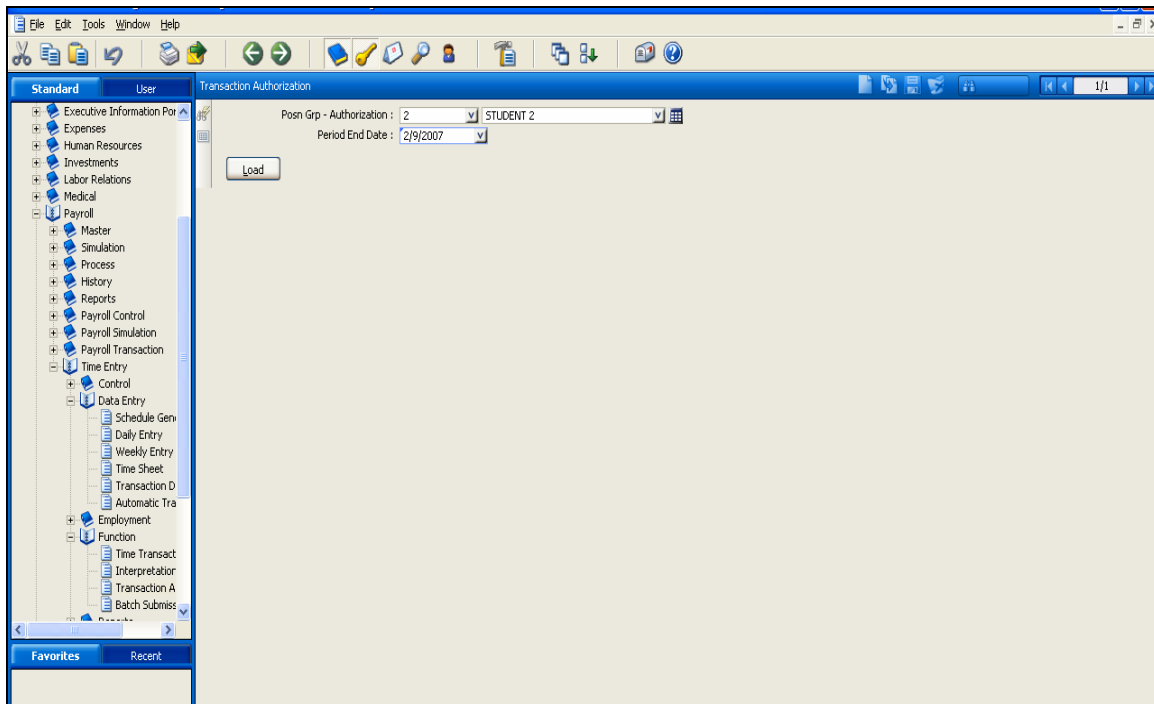 File Edit Tools Window Help
Standard User
Transaction Authorization
1/1
Executive Information Por
Expenses
Human Resources
Investments
Labor Relations
Medical
Payroll
Master
Simulation
Process
History
Reports
Payroll Control
Payroll Simulation
Payroll Transaction
Time Entry
Control
Data Entry
Schedule Gen
Daily Entry
Weekly Entry
Time Sheet
Transaction D
Automatic Tra
Employment
Function
Time Transact
Interpretation
Transaction A
Batch Submiss
Posn Grp - Authorization : 2 STUDENT 2
Period End Date : 2/9/2007
Load
Favorites Recent